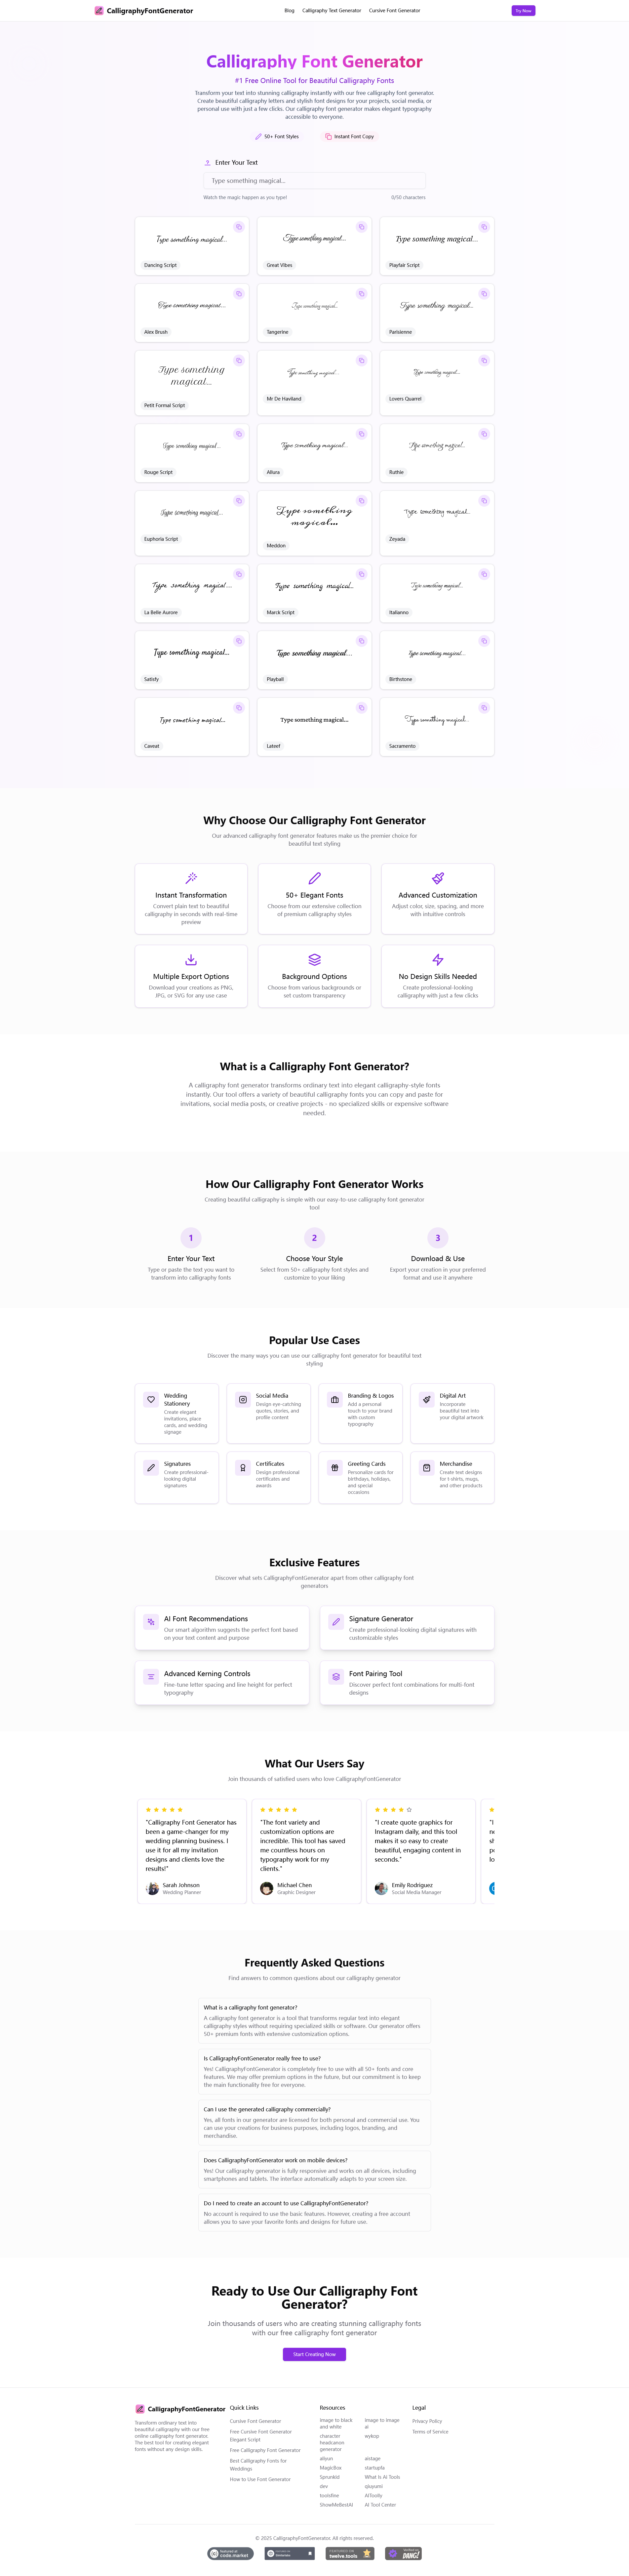 CalligraphyFontGenerator
Blog
Calligraphy Text Generator
Cursive Font Generator
Try Now
Calligraphy Font Generator
#1 Free Online Tool for Beautiful Calligraphy Fonts
Transform your text into stunning calligraphy instantly with our free calligraphy font generator.
Create beautiful calligraphy letters and stylish font designs for your projects, social media, or
personal use with just a few clicks. Our calligraphy font generator makes elegant typography
accessible to everyone.
50+ Font Styles
Instant Font Copy
Enter Your Text
Type something magical...
Watch the magic happen as you type!
0/50 characters
Type something magical...
Dancing Script
Type something magical...
Great Vibes
Type something magical...
Playfair Script
Type something magical...
Alex Brush
Type something magical...
Tangerine
Type something magical...
Parisienne
Type something
magical...
Petit Formal Script
Type something magical...
Mr De Haviland
Type something magical...
Lovers Quarrel
Type something magical...
Rouge Script
Type something magical...
Allura
Type something magical...
Ruthie
Type something magical...
Euphoria Script
Type something
magical...
Meddon
Type something magical...
Zeyada
Type something magical...
La Belle Aurore
Type something magical...
Marck Script
Type something magical...
Italianno
Type something magical...
Satisfy
Type something magical...
Playball
Type something magical...
Birthstone
Type something magical...
Caveat
Type something magical...
Lateef
Type something magical...
Sacramento
Why Choose Our Calligraphy Font Generator
Our advanced calligraphy font generator features make us the premier choice for
beautiful text styling
Instant Transformation
Convert plain text to beautiful
calligraphy in seconds with real-time
preview
50+ Elegant Fonts
Choose from our extensive collection
of premium calligraphy styles
Advanced Customization
Adjust color, size, spacing, and more
with intuitive controls
Multiple Export Options
Download your creations as PNG,
JPG, or SVG for any use case
Background Options
Choose from various backgrounds or
set custom transparency
No Design Skills Needed
Create professional-looking
calligraphy with just a few clicks
What is a Calligraphy Font Generator?
A calligraphy font generator transforms ordinary text into elegant calligraphy-style fonts
instantly. Our tool offers a variety of beautiful calligraphy fonts you can copy and paste for
invitations, social media posts, or creative projects - no specialized skills or expensive software
needed.
How Our Calligraphy Font Generator Works
Creating beautiful calligraphy is simple with our easy-to-use calligraphy font generator
tool
1
Enter Your Text
Type or paste the text you want to
transform into calligraphy fonts
2
Choose Your Style
Select from 50+ calligraphy font styles and
customize to your liking
3
Download & Use
Export your creation in your preferred
format and use it anywhere
Popular Use Cases
Discover the many ways you can use our calligraphy font generator for beautiful text
styling
Wedding
Stationery
Create elegant
invitations, place
cards, and wedding
signage
Social Media
Design eye-catching
quotes, stories, and
profile content
Branding & Logos
Add a personal
touch to your brand
with custom
typography
Digital Art
Incorporate
beautiful text into
your digital artwork
Signatures
Create professional-
looking digital
signatures
Certificates
Design professional
certificates and
awards
Greeting Cards
Personalize cards for
birthdays, holidays,
and special
occasions
Merchandise
Create text designs
for t-shirts, mugs,
and other products
Exclusive Features
Discover what sets CalligraphyFontGenerator apart from other calligraphy font
generators
AI Font Recommendations
Our smart algorithm suggests the perfect font based
on your text content and purpose
Signature Generator
Create professional-looking digital signatures with
customizable styles
Advanced Kerning Controls
Fine-tune letter spacing and line height for perfect
typography
Font Pairing Tool
Discover perfect font combinations for multi-font
designs
What Our Users Say
Join thousands of satisfied users who love CalligraphyFontGenerator
"Calligraphy Font Generator has
been a game-changer for my
wedding planning business. I
use it for all my invitation
designs and clients love the
results!"
Sarah Johnson
Wedding Planner
"The font variety and
customization options are
incredible. This tool has saved
me countless hours on
typography work for my
clients."
Michael Chen
Graphic Designer
"I create quote graphics for
Instagram daily, and this tool
makes it so easy to create
beautiful, engaging content in
seconds."
Emily Rodriguez
Social Media Manager
Frequently Asked Questions
Find answers to common questions about our calligraphy generator
What is a calligraphy font generator?
A calligraphy font generator is a tool that transforms regular text into elegant
calligraphy styles without requiring specialized skills or software. Our generator offers
50+ premium fonts with extensive customization options.
Is CalligraphyFontGenerator really free to use?
Yes! CalligraphyFontGenerator is completely free to use with all 50+ fonts and core
features. We may offer premium options in the future, but our commitment is to keep
the main functionality free for everyone.
Can I use the generated calligraphy commercially?
Yes, all fonts in our generator are licensed for both personal and commercial use. You
can use your creations for business purposes, including logos, branding, and
merchandise.
Does CalligraphyFontGenerator work on mobile devices?
Yes! Our calligraphy generator is fully responsive and works on all devices, including
smartphones and tablets. The interface automatically adapts to your screen size.
Do I need to create an account to use CalligraphyFontGenerator?
No account is required to use the basic features. However, creating a free account
allows you to save your favorite fonts and designs for future use.
Ready to Use Our Calligraphy Font
Generator?
Join thousands of users who are creating stunning calligraphy fonts
with our free calligraphy font generator
Start Creating Now
CalligraphyFontGenerator
Transform ordinary text into
beautiful calligraphy with our free
online calligraphy font generator.
The best tool for creating elegant
fonts without any design skills.
Quick Links
Cursive Font Generator
Free Cursive Font Generator
Elegant Script
Free Calligraphy Font Generator
Best Calligraphy Fonts for
Weddings
How to Use Font Generator
Resources
Image to black
and white
Image to Image
ai
character
headcanon
generator
wykop
aliyun
aistage
MagicBox
startupfa
Sprunkid
What Is Ai Tools
dev
qiuyumi
toolsfine
AIToolly
ShowMeBestAI
AI Tool Center
Legal
Privacy Policy
Terms of Service
© 2025 CalligraphyFontGenerator. All rights reserved.
code.market
twelve.tools
DANG!